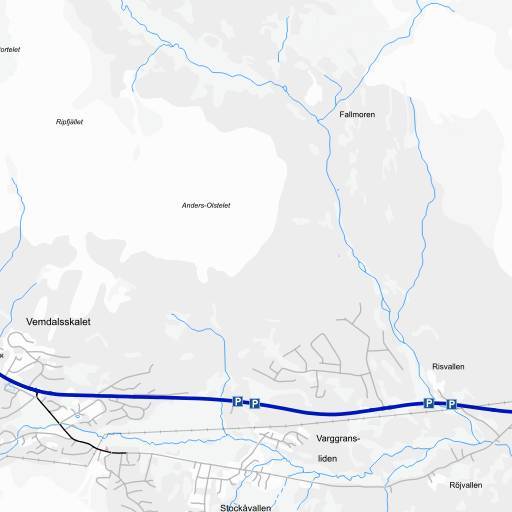 Ripfjället
Fallmoren
Anders-Olstelet
Vemdalsskalet
Risvallen
P P
P P
Varggrans-
liden
Röjvallen
Stockåvallen